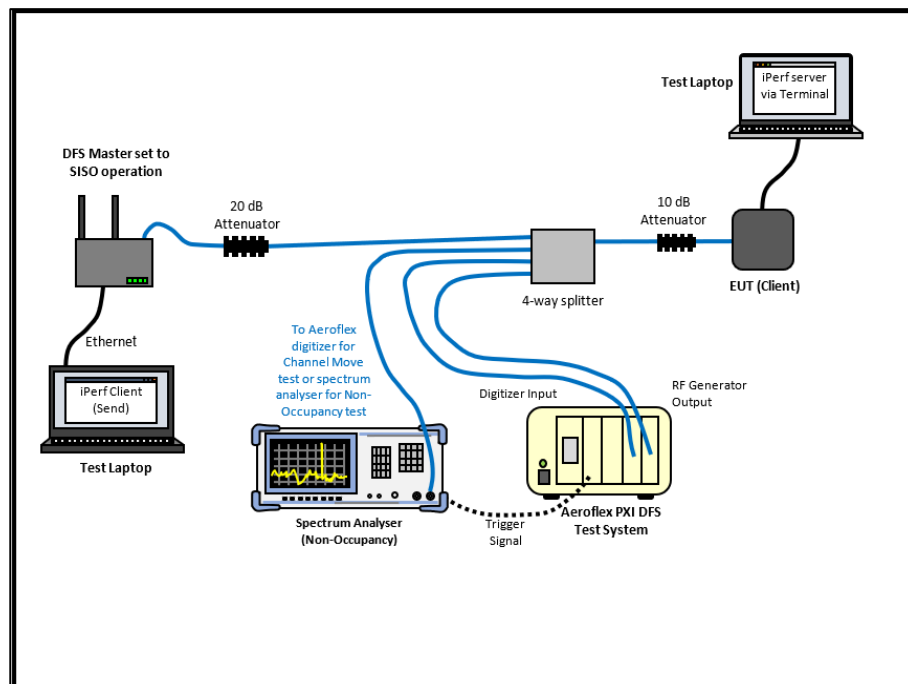 Test Laptop
iPerf server
via Terminal
DFS Master set to
SISO operation
20 dB
Attenuator
10 dB
Attenuator
EUT (Client)
4-way splitter
Ethernet
iPerf Client
(Send)
Test Laptop
To Aeroflex
digitizer for
Channel Move
test or spectrum
analyser for Non-
Occupancy test
Digitizer Input
RF Generator
Output
Spectrum Analyser
(Non-Occupancy)
Trigger
Signal
Aeroflex PXI DFS
Test System